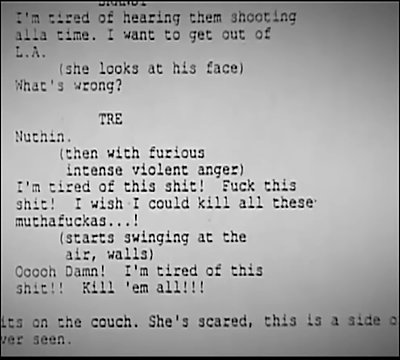 BRANDI
I'm tired of hearing them shooting
alla time. I want to get out of
L.A.
(she looks at his face)
What's wrong?
TRE
Nuthin.
(then with furious
intense violent anger)
I'm tired of this shit! Fuck this
shit! I wish I could kill all these
muthafuckas...!
(starts swinging at the
air, walls)
Ooooh Damn! I'm tired of this
shit!! Kill 'em all!!!
its on the couch. She's scared, this is a side o
ver seen.